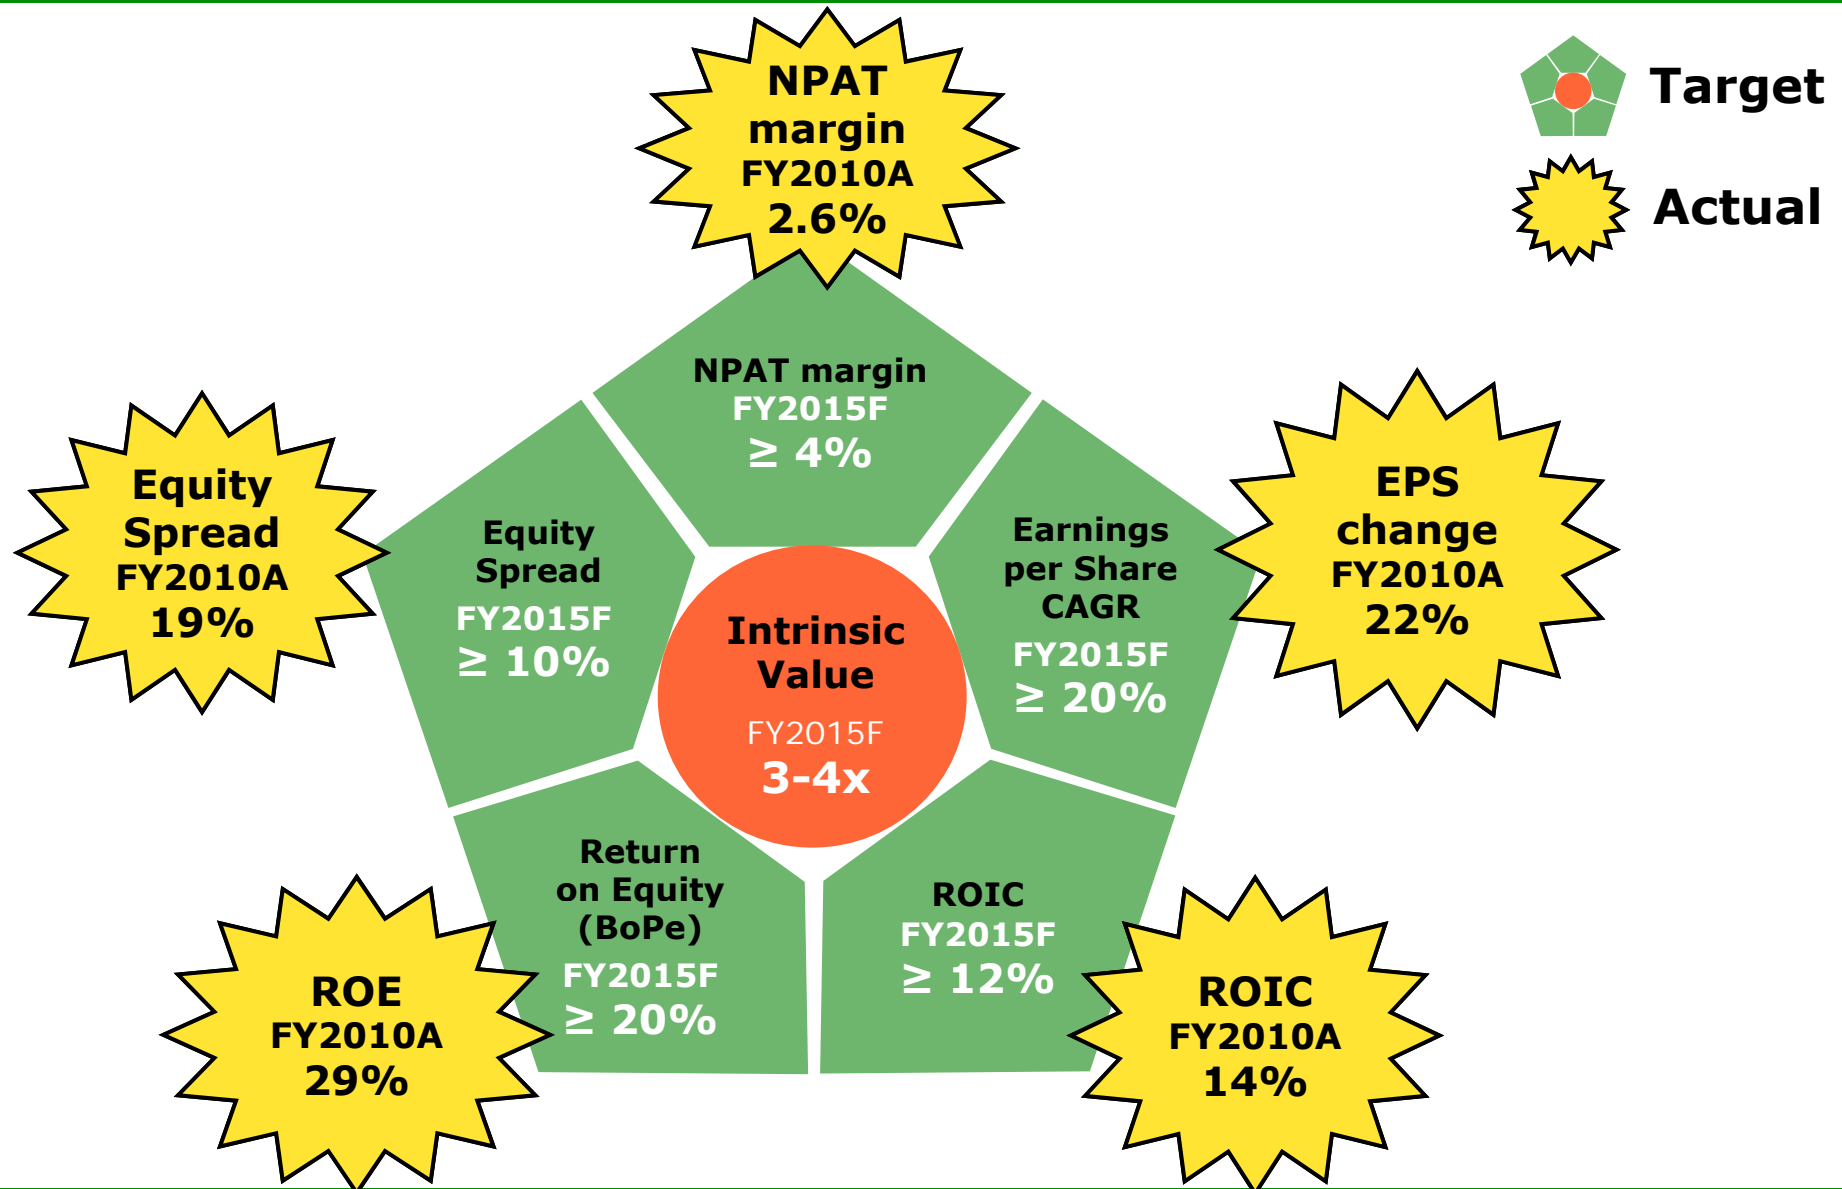 NPAT
margin
FY2010A
2.6%
Target
Actual
NPAT margin
FY2015F
≥ 4%
Equity
Spread
FY2010A
19%
Equity
Spread
FY2015F
≥ 10%
Earnings
per Share
CAGR
FY2015F
≥ 20%
EPS
change
FY2010A
22%
Intrinsic
Value
FY2015F
3-4x
Return
on Equity
(BoPe)
FY2015F
≥ 20%
ROIC
FY2015F
≥ 12%
ROE
FY2010A
29%
ROIC
FY2010A
14%